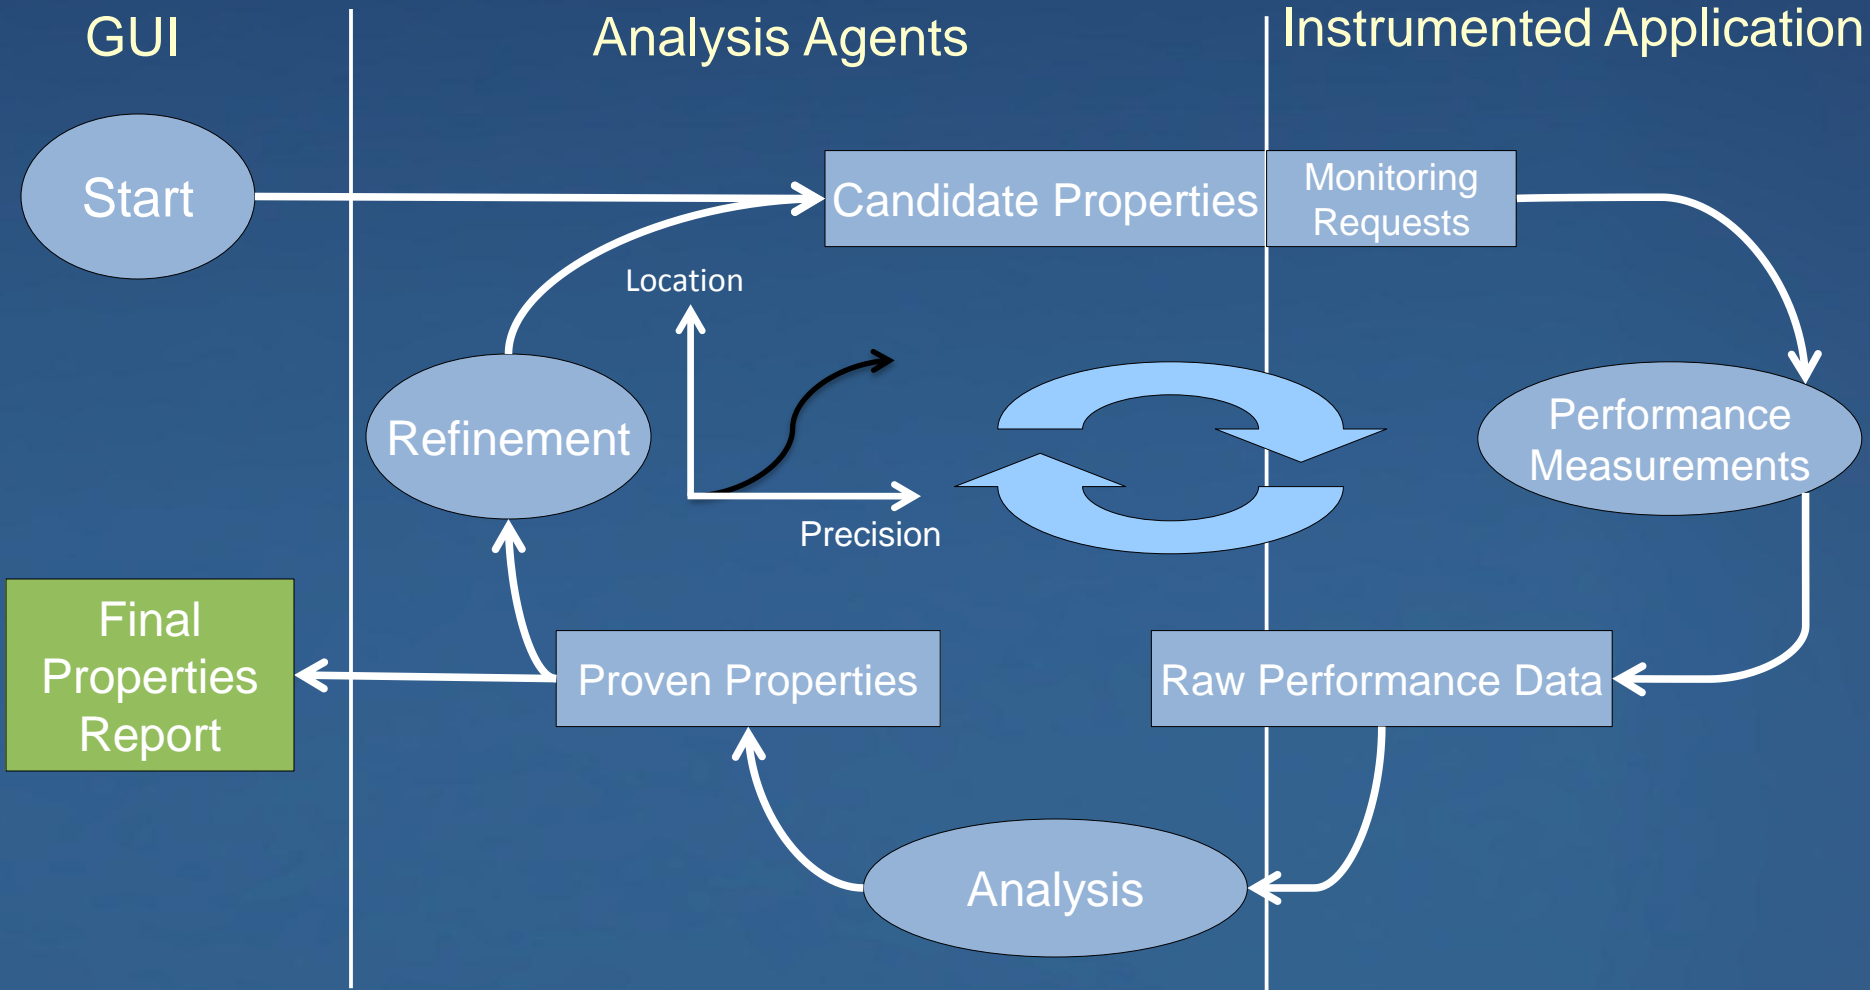 GUI
Analysis Agents
Instrumented Application
Start
Candidate Properties
Monitoring
Requests
Location
Refinement
Performance
Measurements
Precision
Final
Properties
Report
Proven Properties
Raw Performance Data
Analysis